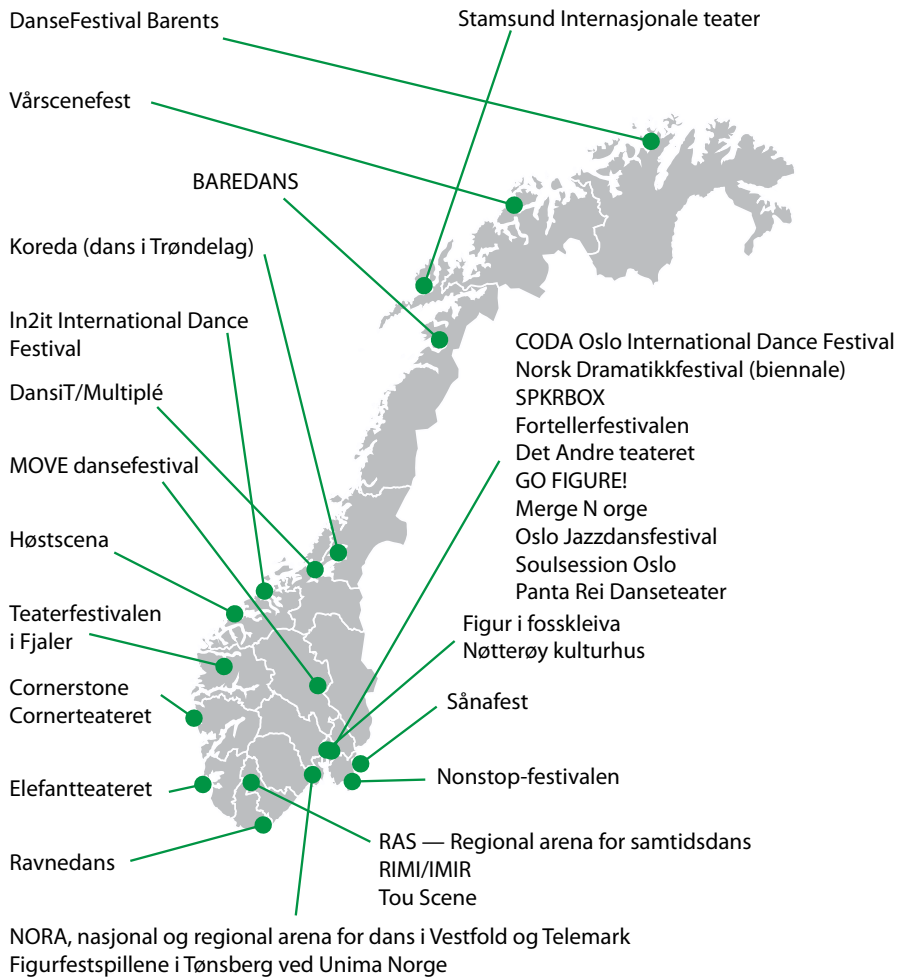 DanseFestival Barents
Stamsund Internasjonale teater
Vårscenefest
BAREDANS
Koreda (dans i Trøndelag)
In2it International Dance
Festival
DansiT/Multiplé
MOVE dansefestival
Høstscena
Teaterfestivalen
i Fjaler
Cornerstone
Cornerteateret
Elefantteateret
Ravnedans
CODA Oslo International Dance Festival
Norsk Dramatikkfestival (biennale)
SPKRBOX
Fortellerfestivalen
Det Andre teateret
GO FIGURE!
Merge N orge
Oslo Jazzdansfestival
Soulsession Oslo
Panta Rei Danseteater
Figur i fosskleiva
Nøtterøy kulturhus
Sånafest
Nonstop-festivalen
RAS — Regional arena for samtidsdans
RIMI/IMIR
Tou Scene
NORA, nasjonal og regional arena for dans i Vestfold og Telemark
Figurfestspillene i Tønsberg ved Unima Norge